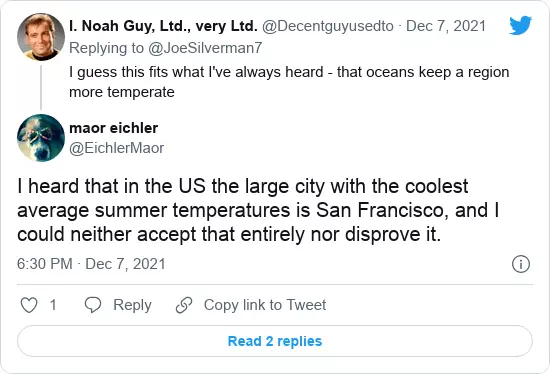 I. Noah Guy, Ltd., very Ltd. @Decentguyusedto · Dec 7, 2021
Replying to @JoeSilverman7
I guess this fits what I've always heard - that oceans keep a region
more temperate
maor eichler
@EichlerMaor
I heard that in the US the large city with the coolest
average summer temperatures is San Francisco, and I
could neither accept that entirely nor disprove it.
6:30 PM · Dec 7, 2021
1 Reply Copy link to Tweet
Read 2 replies